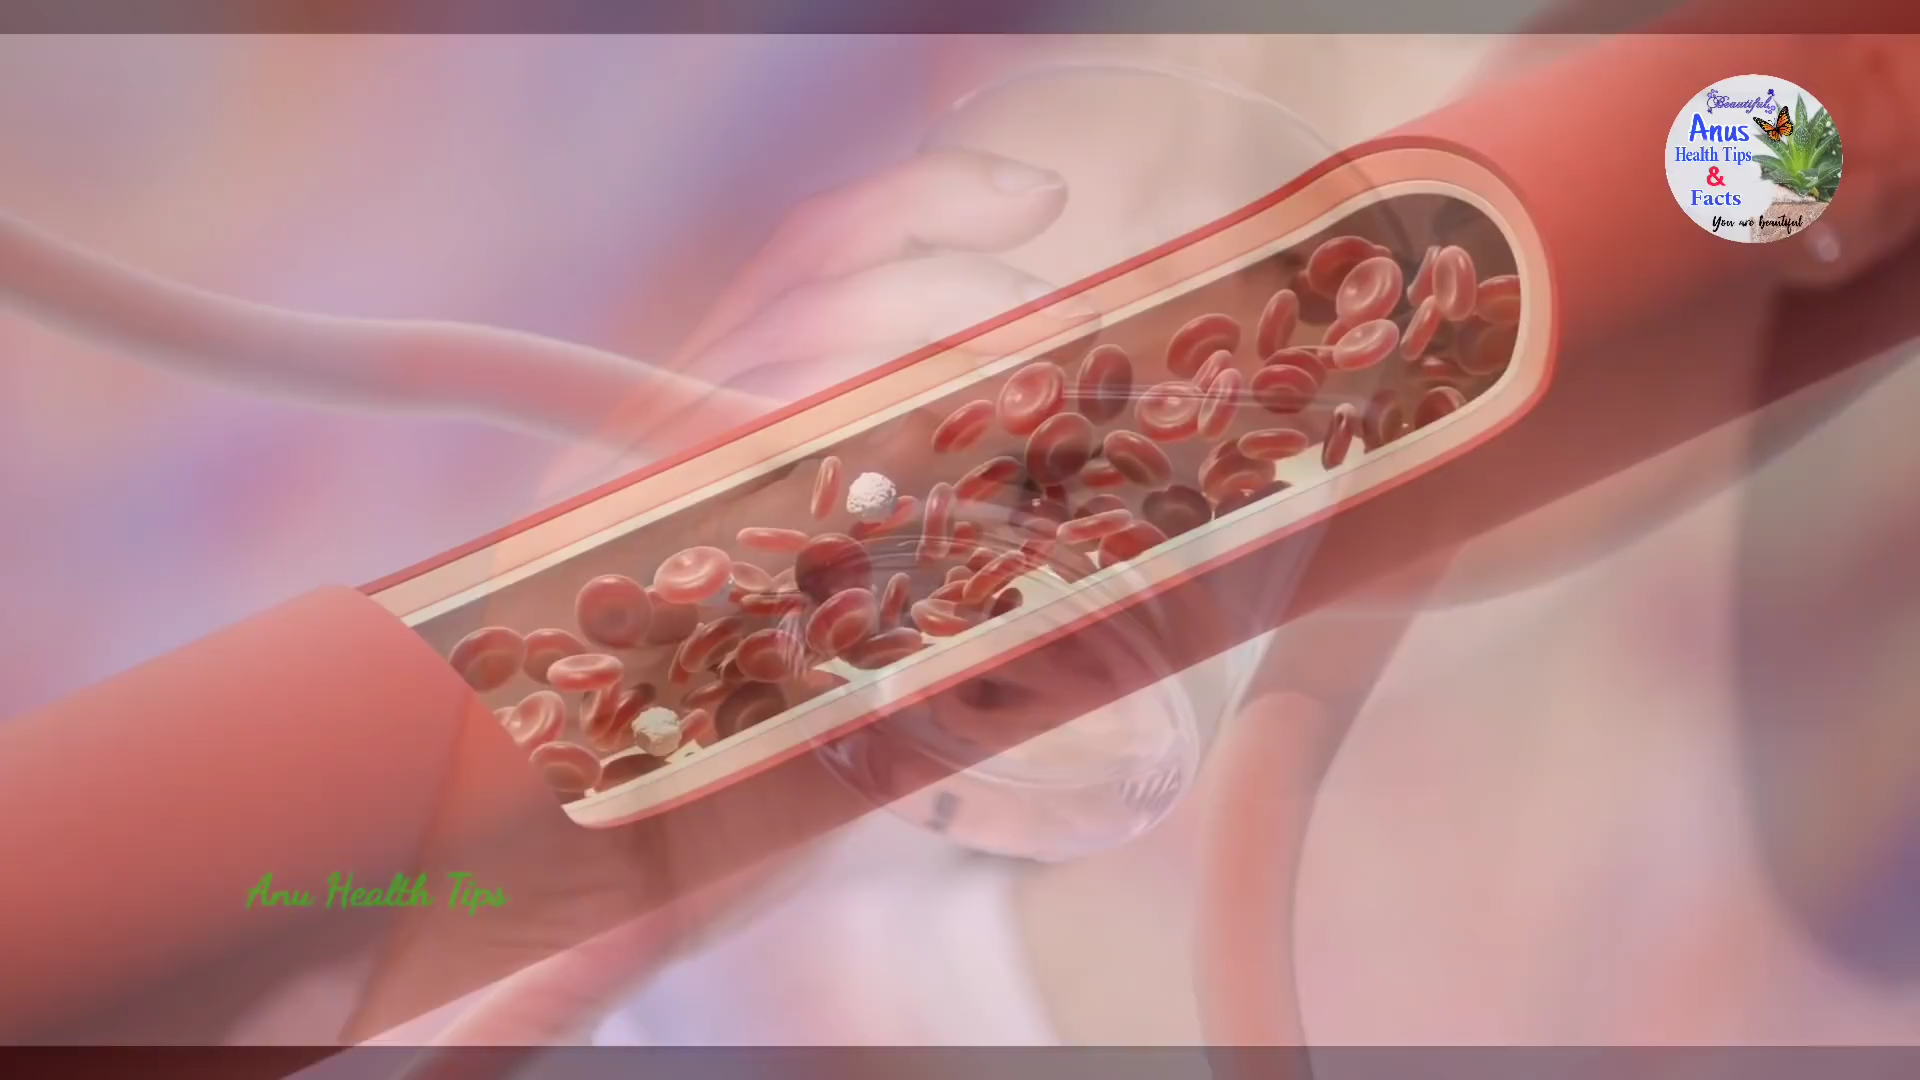 Beautiful
Anus
Health Tips
&
Facts
You are beautiful
Anu Health Tips